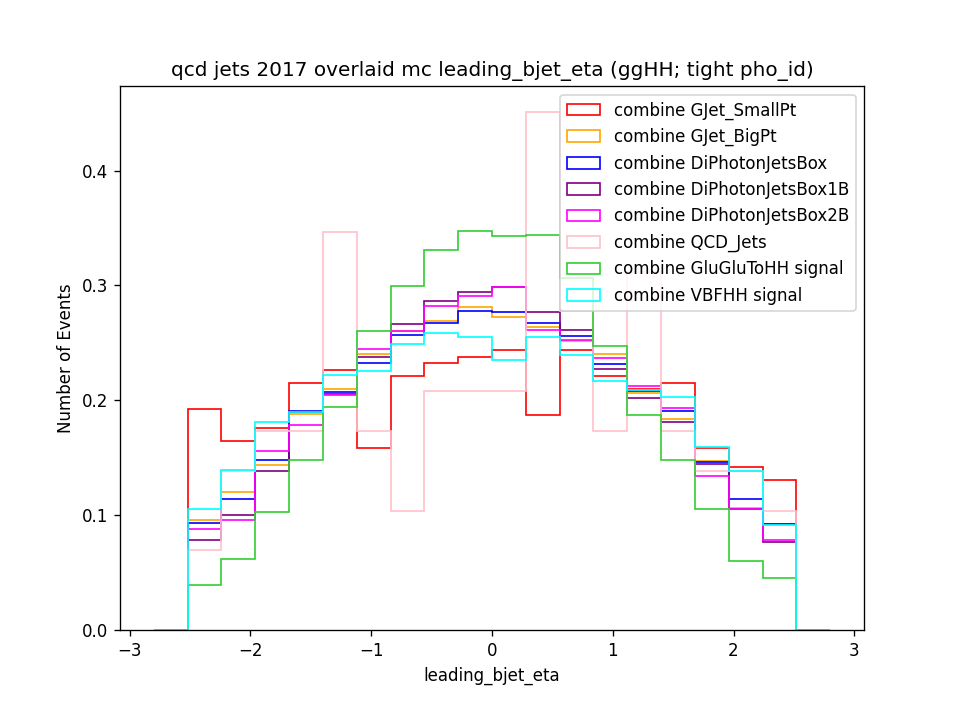 qcd jets 2017 overlaid mc leading_bjet_eta (ggHH; tight pho_id)
combine GJet_SmallPt
combine GJet_BigPt
combine DiPhotonJetsBox
combine DiPhotonJetsBox1B
combine DiPhotonJetsBox2B
combine QCD_Jets
combine GluGluToHH signal
combine VBFHH signal
Number of Events
0.4
0.3
0.2
0.1
0.0
−3 −2 −1 0 1 2 3
leading_bjet_eta